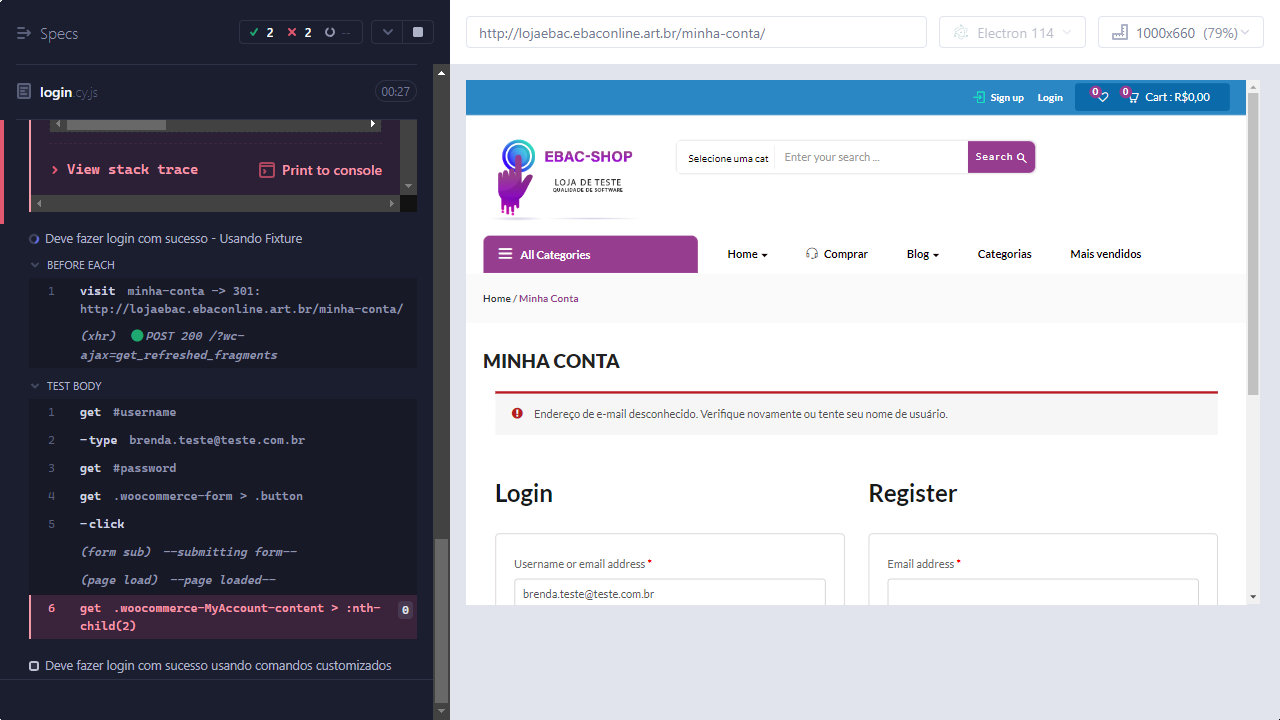 Specs
2
2
--
login.cy.js
00:27
View stack trace
Print to console
Deve fazer login com sucesso - Usando Fixture
BEFORE EACH
1 visit minha-conta -> 301:
http://lojaebac.ebaconline.art.br/minha-conta/
(xhr) POST 200 /?wc-
ajax=get_refreshed_fragments
TEST BODY
1 get #username
2 -type brenda.teste@teste.com.br
3 get #password
4 get .woocommerce-form > .button
5 -click
(form sub) --submitting form--
(page load) --page loaded--
6 get .woocommerce-MyAccount-content > :nth-
child(2)
0
Deve fazer login com sucesso usando comandos customizados
http://lojaebac.ebaconline.art.br/minha-conta/
Electron 114
1000x660 (79%)
Sign up
Login
0
0
Cart : R$0,00
EBAC-SHOP
LOJA DE TESTE
QUALIDADE DE SOFTWARE
Selecione uma cat
Enter your search ...
Search
All Categories
Home
Comprar
Blog
Categorias
Mais vendidos
Home / Minha Conta
MINHA CONTA
Endereço de e-mail desconhecido. Verifique novamente ou tente seu nome de usuário.
Login
Register
Username or email address *
Email address *
brenda.teste@teste.com.br